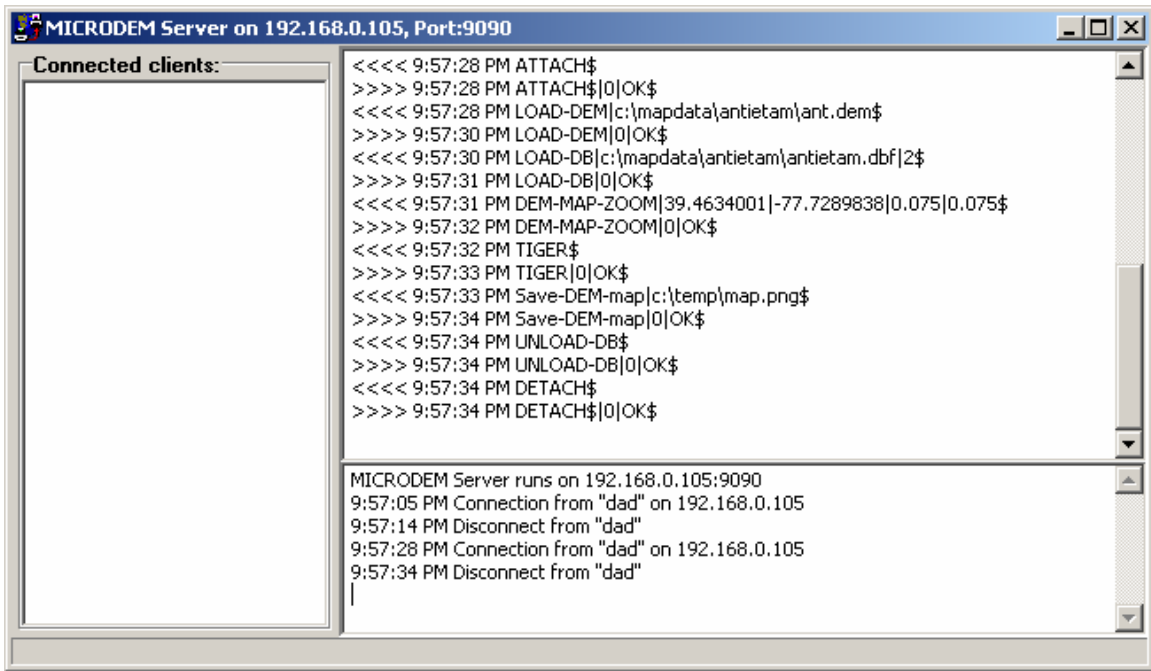 MICRODEM Server on 192.168.0.105, Port:9090
Connected clients:
<<<< 9:57:28 PM ATTACH$
>>>> 9:57:28 PM ATTACH$|0|OK$
<<<< 9:57:28 PM LOAD-DEM|c:\mapdata\antietam\ant.dem$
>>>> 9:57:30 PM LOAD-DEM|0|OK$
<<<< 9:57:30 PM LOAD-DB|c:\mapdata\antietam\antietam.dbf|2$
>>>> 9:57:31 PM LOAD-DB|0|OK$
<<<< 9:57:31 PM DEM-MAP-ZOOM|39.4634001|-77.7289838|0.075|0.075$
>>>> 9:57:32 PM DEM-MAP-ZOOM|0|OK$
<<<< 9:57:32 PM TIGER$
>>>> 9:57:33 PM TIGER|0|OK$
<<<< 9:57:33 PM Save-DEM-map|c:\temp\map.png$
>>>> 9:57:34 PM Save-DEM-map|0|OK$
<<<< 9:57:34 PM UNLOAD-DB$
>>>> 9:57:34 PM UNLOAD-DB|0|OK$
<<<< 9:57:34 PM DETACH$
>>>> 9:57:34 PM DETACH$|0|OK$
MICRODEM Server runs on 192.168.0.105:9090
9:57:05 PM Connection from "dad" on 192.168.0.105
9:57:14 PM Disconnect from "dad"
9:57:28 PM Connection from "dad" on 192.168.0.105
9:57:34 PM Disconnect from "dad"